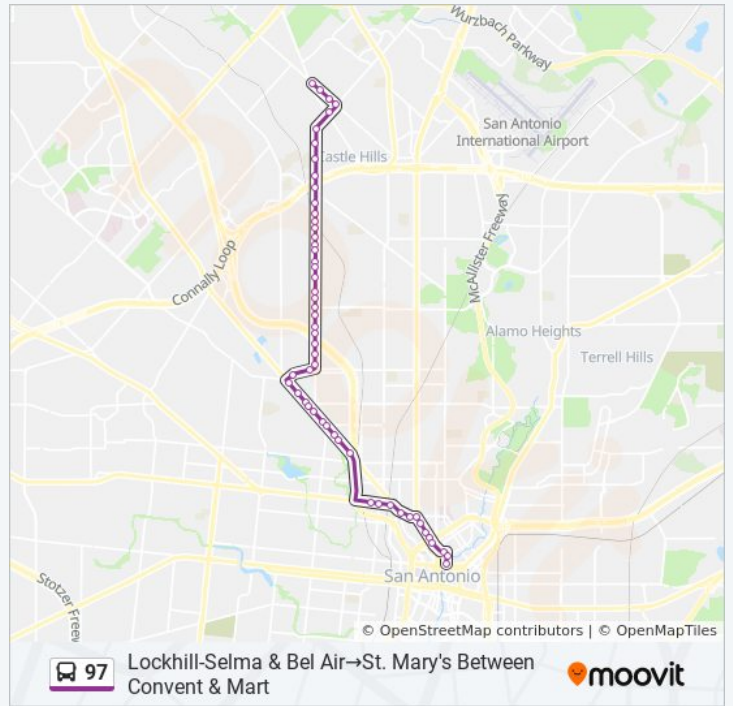 Wurzbach Parkway
San Antonio
International Airport
Castle Hills
McAllister Freeway
Connally Loop
Alamo Heights
Terrell Hills
Stotzer Freew
San Antonio
© OpenStreetMap contributors | © OpenMapTiles
97
Lockhill-Selma & Bel Air→St. Mary's Between
Convent & Mart
moovit